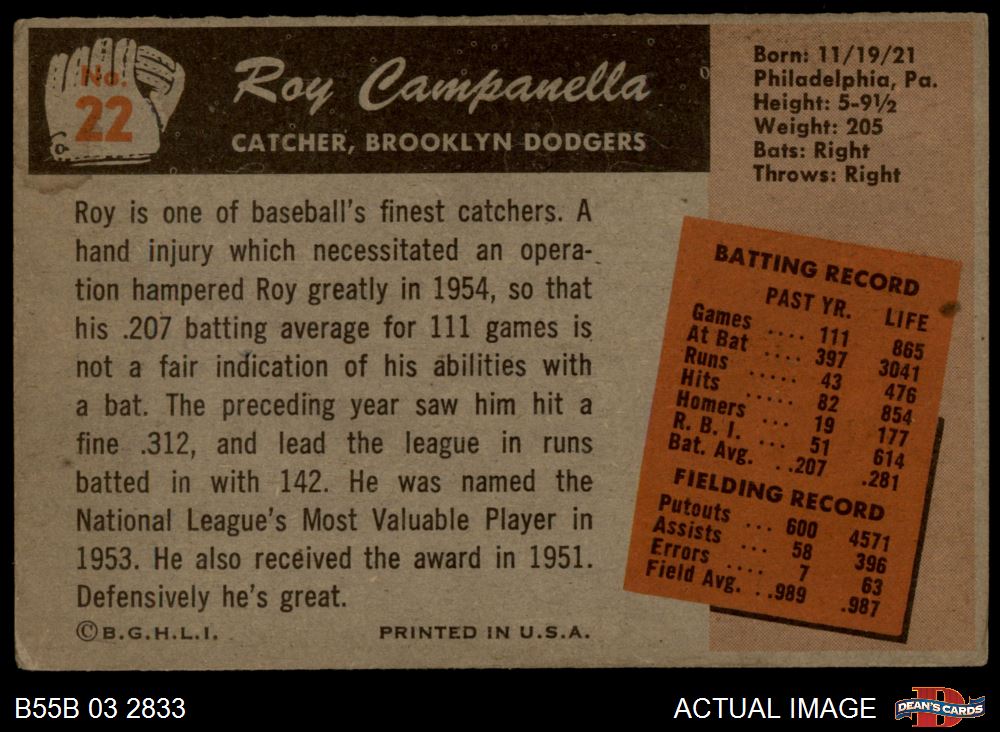 No.
22
Roy Campanella
CATCHER, BROOKLYN DODGERS
Born: 11/19/21
Philadelphia, Pa.
Height: 5-9½
Weight: 205
Bats: Right
Throws: Right
Roy is one of baseball's finest catchers. A
hand injury which necessitated an opera-
tion hampered Roy greatly in 1954, so that
his .207 batting average for 111 games is
not a fair indication of his abilities with
a bat. The preceding year saw him hit a
fine .312, and lead the league in runs
batted in with 142. He was named the
National League's Most Valuable Player in
1953. He also received the award in 1951.
Defensively he's great.
©B.G.H.L.I. PRINTED IN U.S.A.
BATTING RECORD
PAST YR. LIFE
Games .... 111 865
At Bat .... 397 3041
Runs ..... 43 476
Hits ..... 82 854
Homers .... 19 177
R. B. I. ... 51 614
Bat. Avg. ..207 .281
FIELDING RECORD
Putouts ... 600 4571
Assists ... 58 396
Errors .... 7 63
Field Avg. ..989 .987
B55B 03 2833 ACTUAL IMAGE DEAN'S CARDS